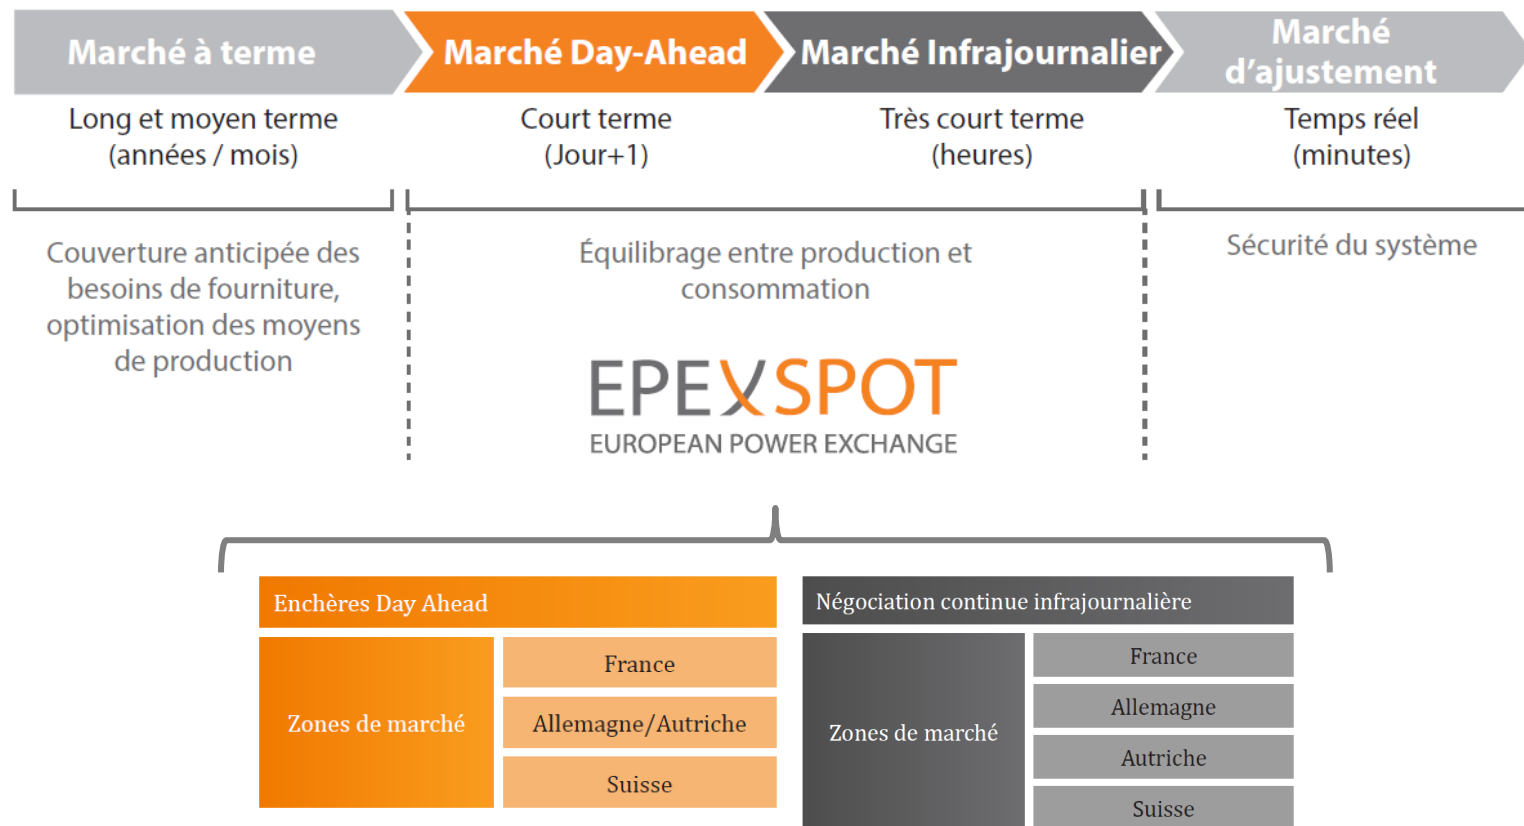 Marché à terme
Marché Day-Ahead
Marché Infrajournalier
Marché
d'ajustement
Long et moyen terme
(années / mois)
Court terme
(Jour+1)
Très court terme
(heures)
Temps réel
(minutes)
Couverture anticipée des
besoins de fourniture,
optimisation des moyens
de production
Équilibrage entre production et
consommation
Sécurité du système
EPEXSPOT
EUROPEAN POWER EXCHANGE
Enchères Day Ahead
Zones de marché
France
Allemagne/Autriche
Suisse
Négociation continue infrajournalière
Zones de marché
France
Allemagne
Autriche
Suisse